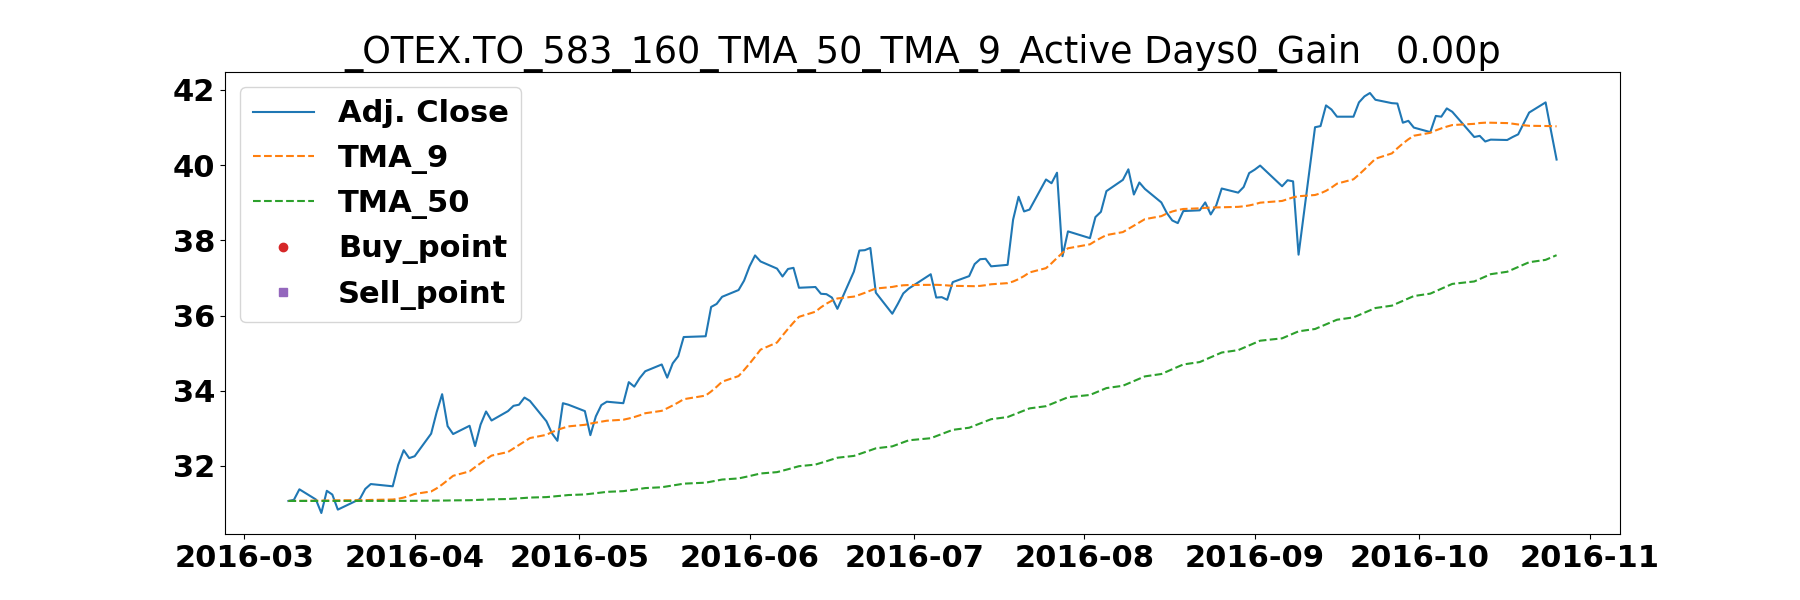 _OTEX.TO_583_160_TMA_50_TMA_9_Active Days0_Gain   0.00p
42
40
38
36
34
32
Adj. Close
TMA_9
TMA_50
Buy_point
Sell_point
2016-03 2016-04 2016-05 2016-06 2016-07 2016-08 2016-09 2016-10 2016-11